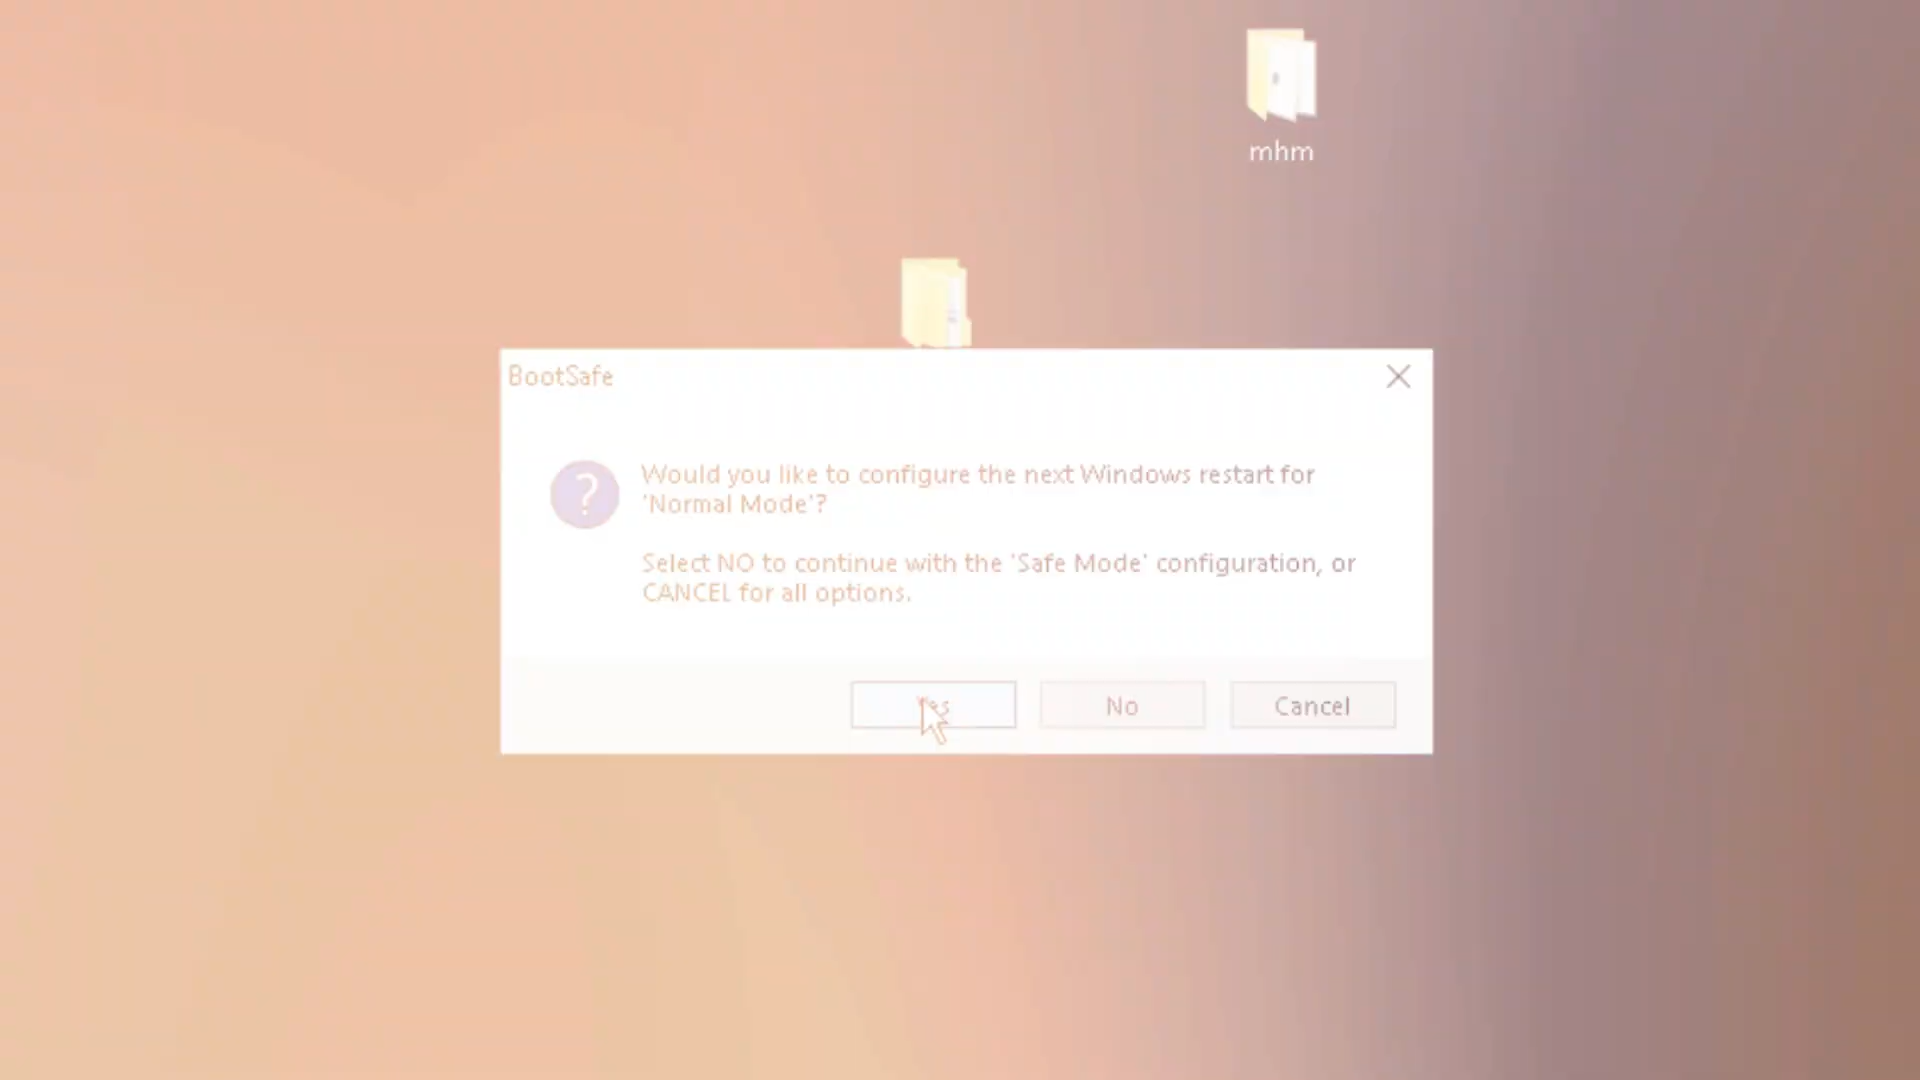 mhm
BootSafe
Would you like to configure the next Windows restart for
'Normal Mode'?
Select NO to continue with the 'Safe Mode' configuration, or
CANCEL for all options.
Yes
No
Cancel